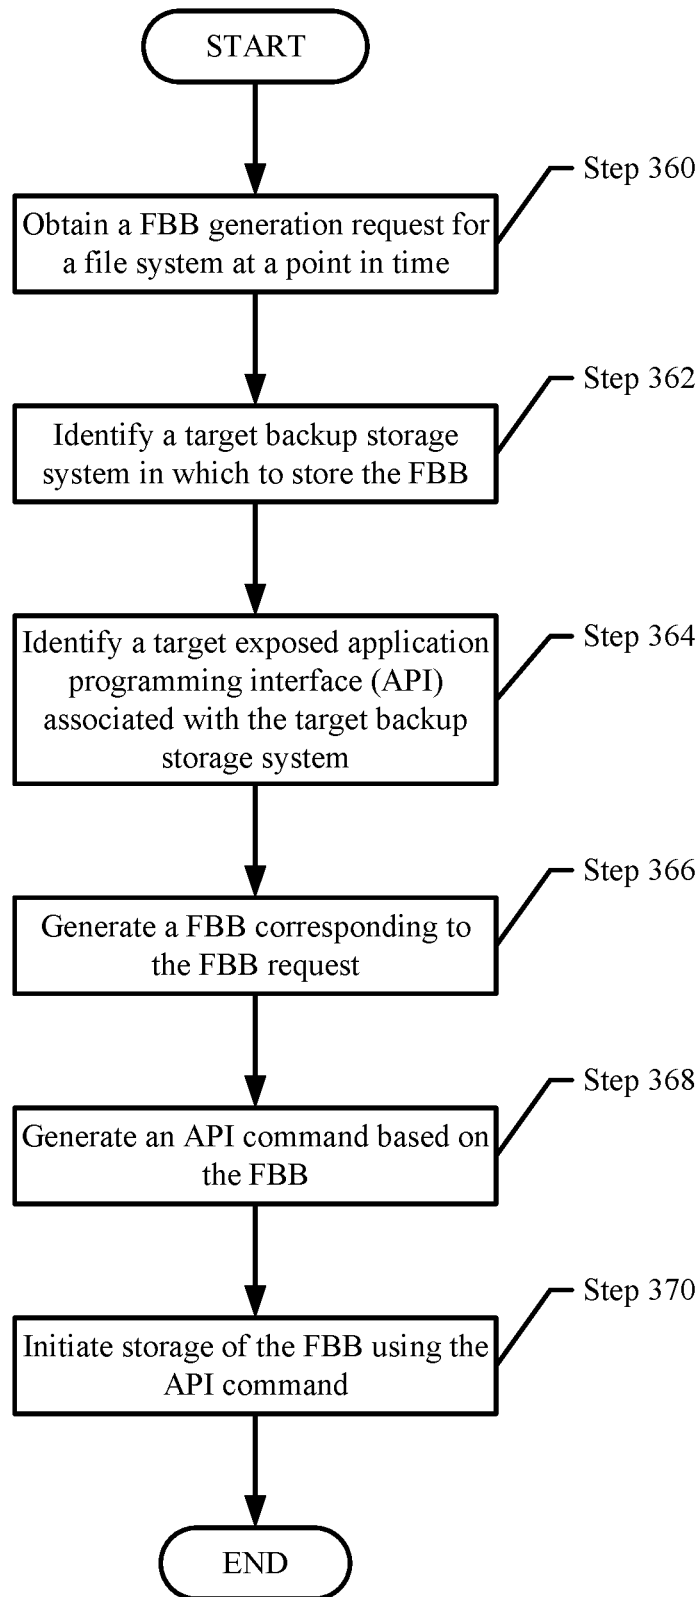 START
Step 360
Obtain a FBB generation request for
a file system at a point in time
Step 362
Identify a target backup storage
system in which to store the FBB
Step 364
Identify a target exposed application
programming interface (API)
associated with the target backup
storage system
Step 366
Generate a FBB corresponding to
the FBB request
Step 368
Generate an API command based on
the FBB
Step 370
Initiate storage of the FBB using the
API command
END